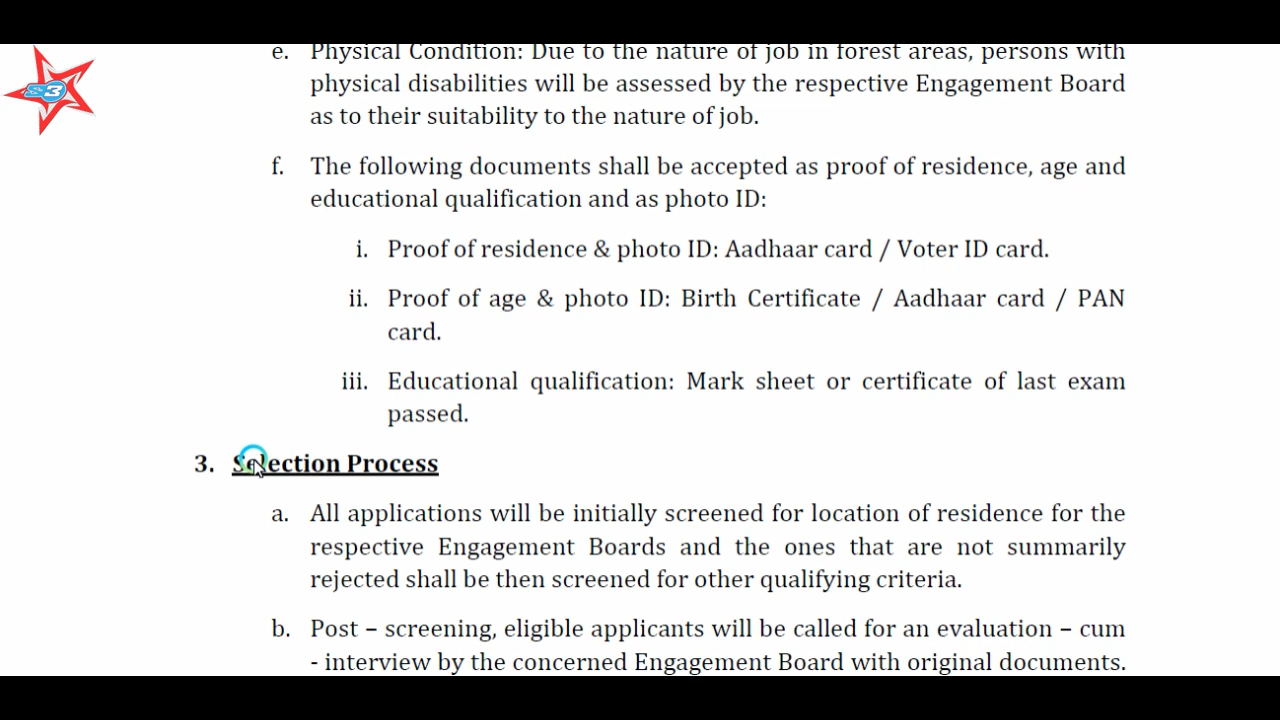 e. Physical Condition: Due to the nature of job in forest areas, persons with
physical disabilities will be assessed by the respective Engagement Board
as to their suitability to the nature of job.
f. The following documents shall be accepted as proof of residence, age and
educational qualification and as photo ID:
i. Proof of residence & photo ID: Aadhaar card / Voter ID card.
ii. Proof of age & photo ID: Birth Certificate / Aadhaar card / PAN
card.
iii. Educational qualification: Mark sheet or certificate of last exam
passed.
3. Selection Process
a. All applications will be initially screened for location of residence for the
respective Engagement Boards and the ones that are not summarily
rejected shall be then screened for other qualifying criteria.
b. Post – screening, eligible applicants will be called for an evaluation – cum
- interview by the concerned Engagement Board with original documents.